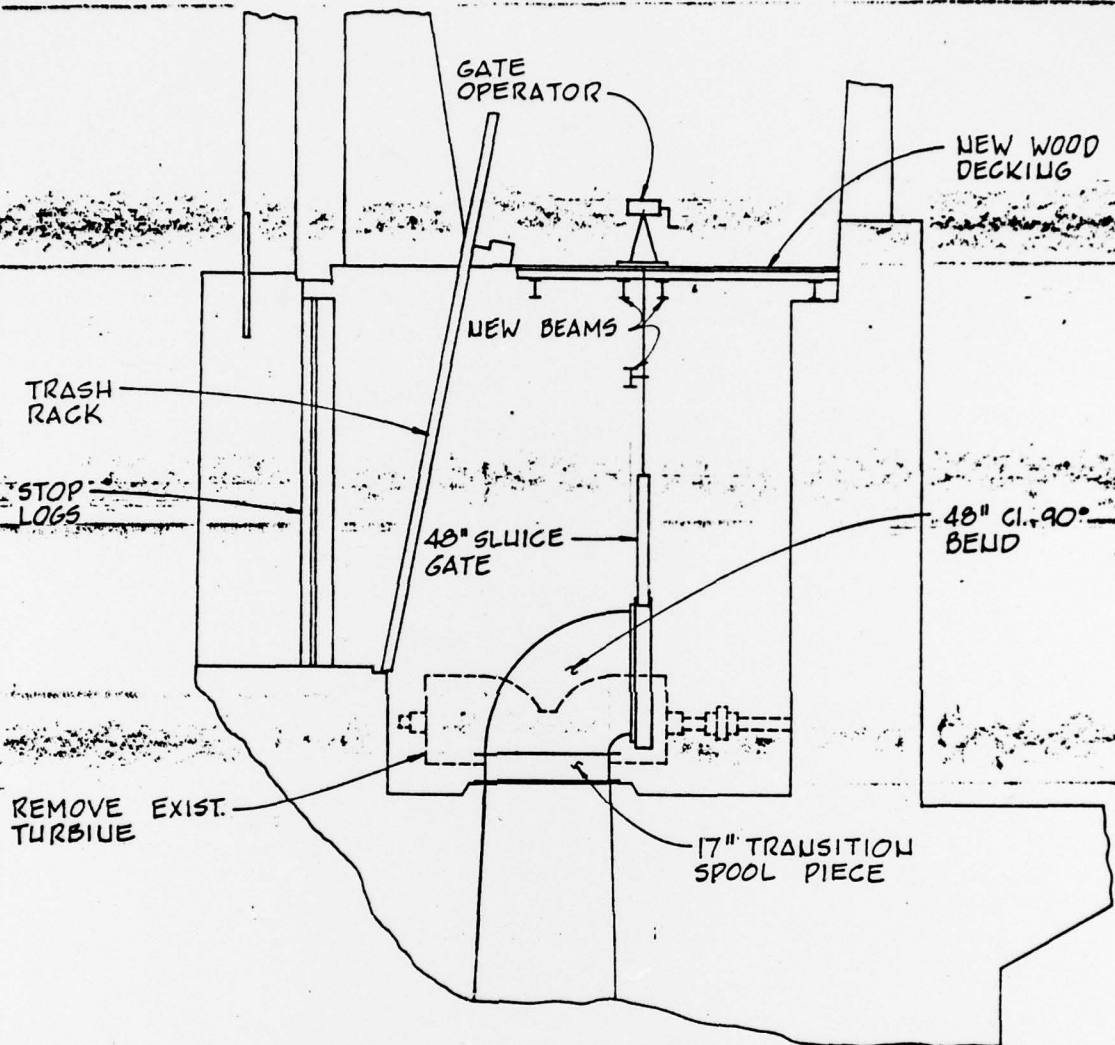 GATE
OPERATOR
NEW WOOD
DECKING
NEW BEAMS
TRASH
RACK
STOP
LOGS
48" SLUICE
GATE
48" CI. 90°
BEND
REMOVE EXIST.
TURBINE
17" TRANSITION
SPOOL PIECE